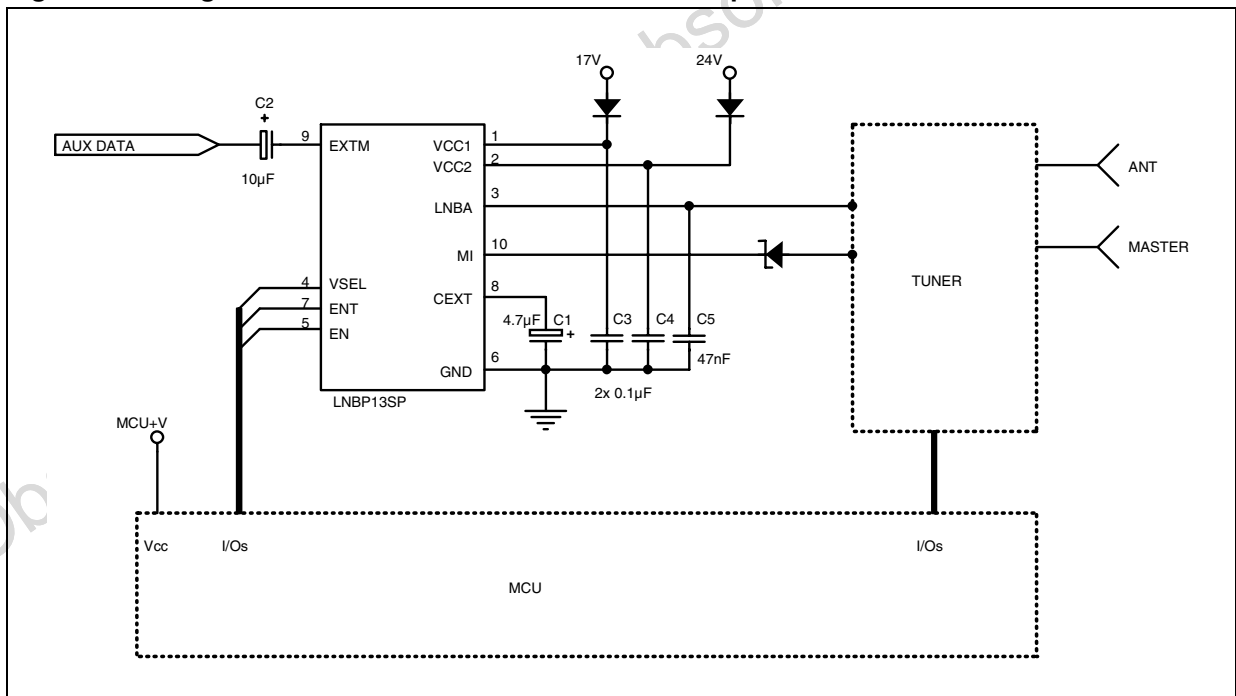 17V
24V
C2
+
AUX DATA
9
EXTM
VCC1
1
10µF
VCC2
2
ANT
LNBA
3
MI
10
MASTER
TUNER
4
VSEL
7
ENT
5
EN
CEXT
8
4.7µF
C1
+
C3
C4
C5
47nF
GND
6
2x 0.1µF
LNBP13SP
MCU+V
Vcc
I/Os
I/Os
MCU